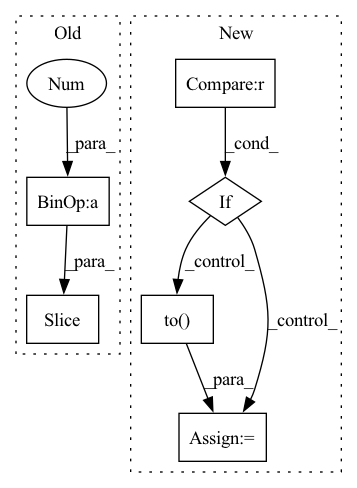 Old
New
Num
Compare:r
_para_
_cond_
BinOp:a
If
_para_
_control_
_control_
Slice
to()
_para_
Assign:=